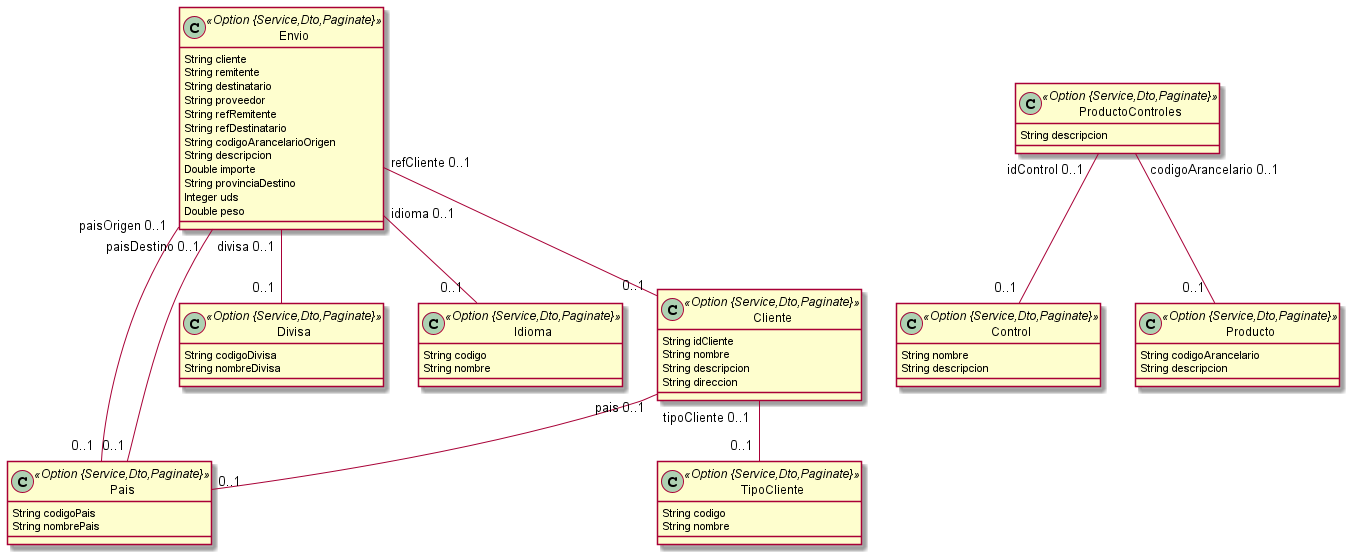 C «Option {Service,Dto,Paginate}»
Envio
String cliente
String remitente
String destinatario
String proveedor
String refRemitente
String refDestinatario
String codigoArancelarioOrigen
String descripcion
Double importe
String provinciaDestino
Integer uds
Double peso
C «Option {Service,Dto,Paginate}»
ProductoControles
String descripcion
refCliente 0..1
idControl 0..1
codigoArancelario 0..1
idioma 0..1
paisOrigen 0..1
paisDestino 0..1
divisa 0..1
0..1
0..1
0..1
0..1
0..1
C «Option {Service,Dto,Paginate}»
Divisa
String codigoDivisa
String nombreDivisa
C «Option {Service,Dto,Paginate}»
Idioma
String codigo
String nombre
C «Option {Service,Dto,Paginate}»
Cliente
String idCliente
String nombre
String descripcion
String direccion
C «Option {Service,Dto,Paginate}»
Control
String nombre
String descripcion
C «Option {Service,Dto,Paginate}»
Producto
String codigoArancelario
String descripcion
pais 0..1
tipoCliente 0..1
0..1
0..1
0..1
0..1
C «Option {Service,Dto,Paginate}»
Pais
String codigoPais
String nombrePais
C «Option {Service,Dto,Paginate}»
TipoCliente
String codigo
String nombre